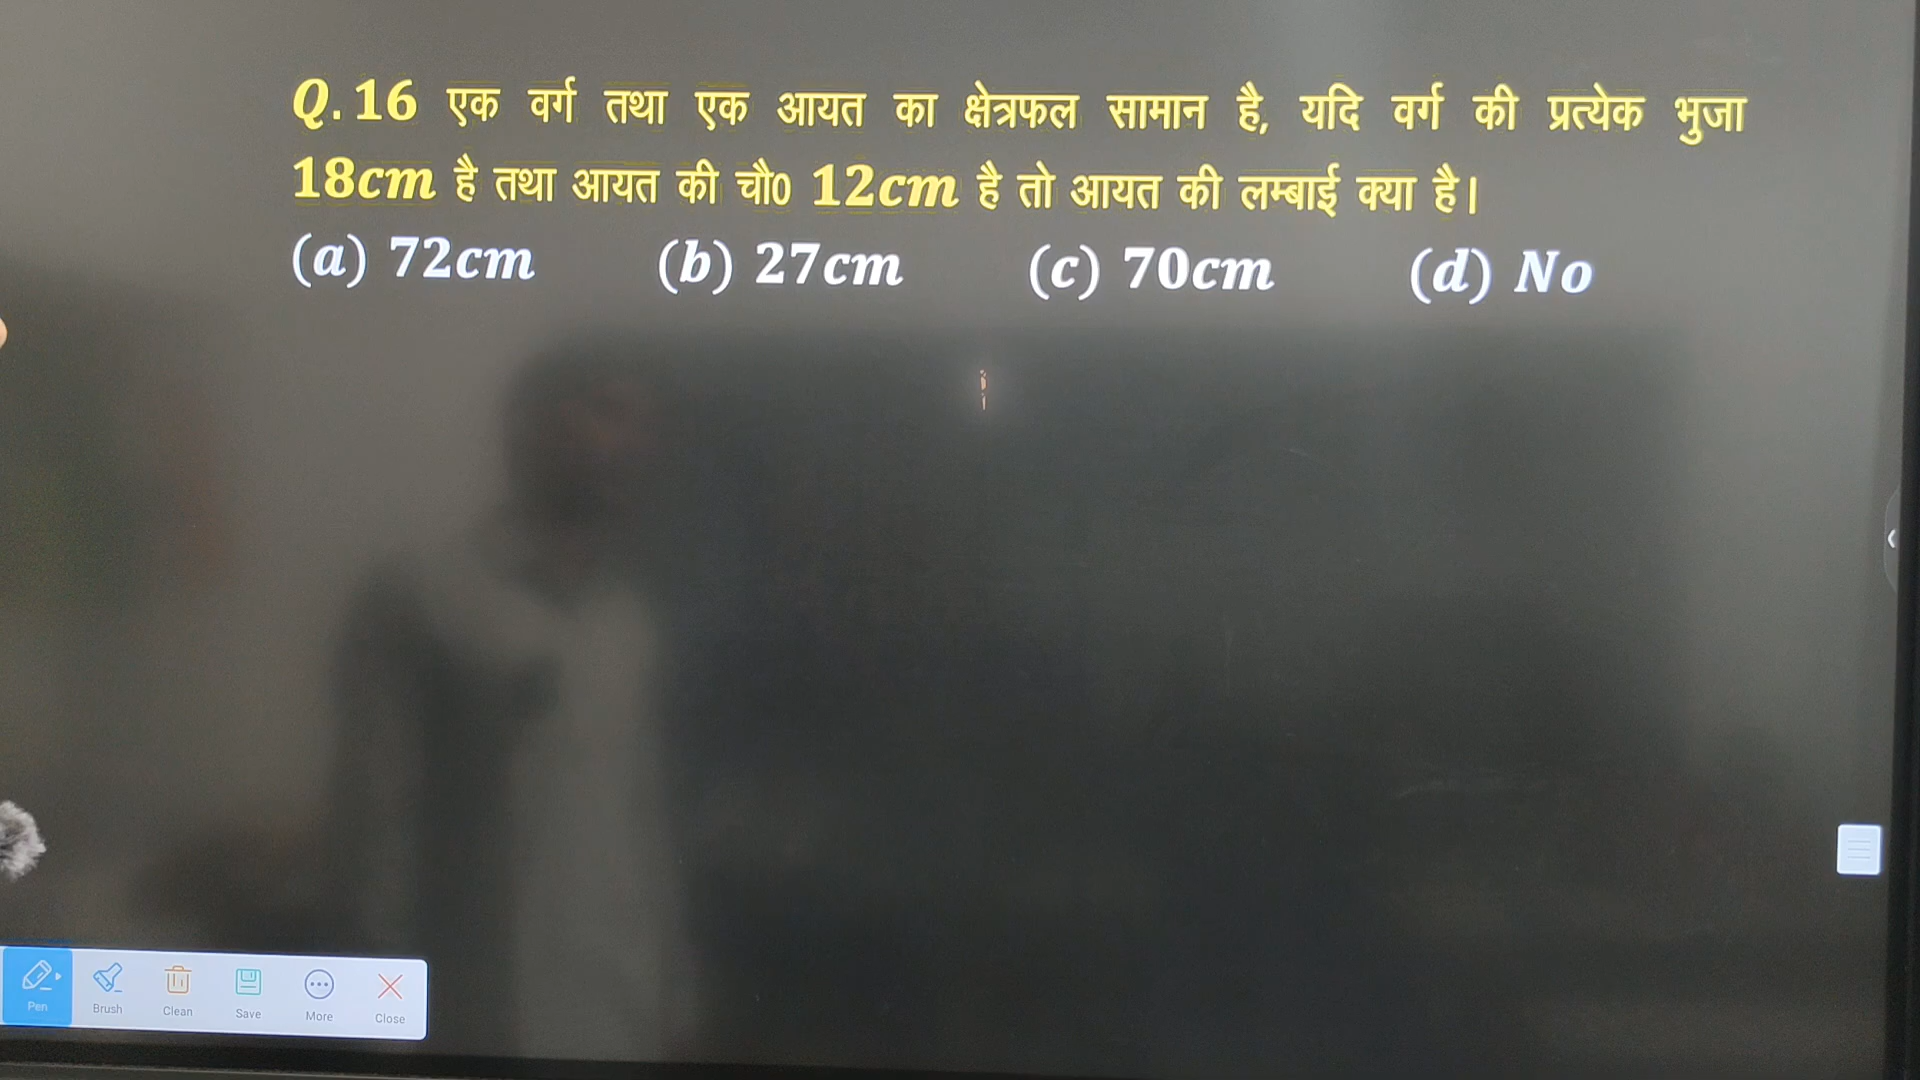 Q.16 एक वर्ग तथा एक आयत का क्षेत्रफल सामान है, यदि वर्ग की प्रत्येक भुजा
18cm है तथा आयत की चौ0 12cm है तो आयत की लम्बाई क्या है।
(a) 72cm (b) 27cm (c) 70cm (d) No
Pen Brush Clean Save More Close